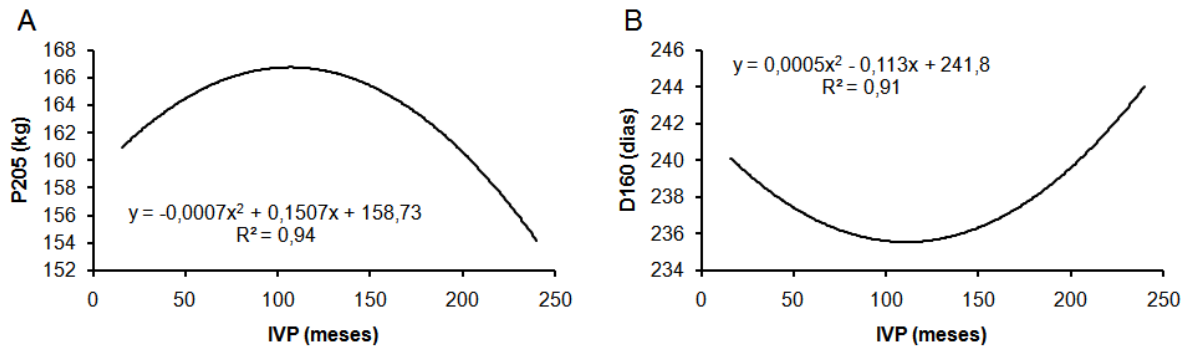 A
P205 (kg)
168
166
164
162
160
158
156
154
152
y = -0,0007x² + 0,1507x + 158,73
R² = 0,94
0 50 100 150 200 250
IVP (meses)
B
D160 (dias)
246
244
242
240
238
236
234
y = 0,0005x² - 0,113x + 241,8
R² = 0,91
0 50 100 150 200 250
IVP (meses)